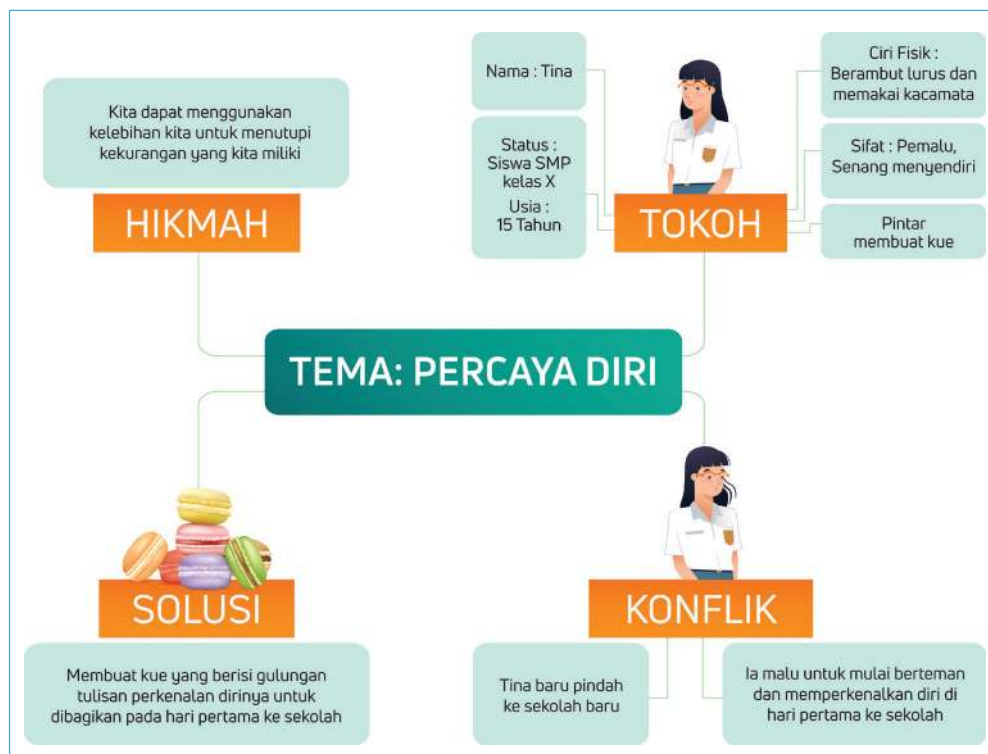 Kita dapat menggunakan
kelebihan kita untuk menutupi
kekurangan yang kita miliki
HIKMAH
Nama : Tina
Status :
Siswa SMP
kelas X
Usia :
15 Tahun
Ciri Fisik :
Berambut lurus dan
memakai kacamata
Sifat : Pemalu,
Senang menyendiri
Pintar
membuat kue
TOKOH
TEMA: PERCAYA DIRI
SOLUSI
Membuat kue yang berisi gulungan
tulisan perkenalan dirinya untuk
dibagikan pada hari pertama ke sekolah
KONFLIK
Tina baru pindah
ke sekolah baru
Ia malu untuk mulai berteman
dan memperkenalkan diri di
hari pertama ke sekolah